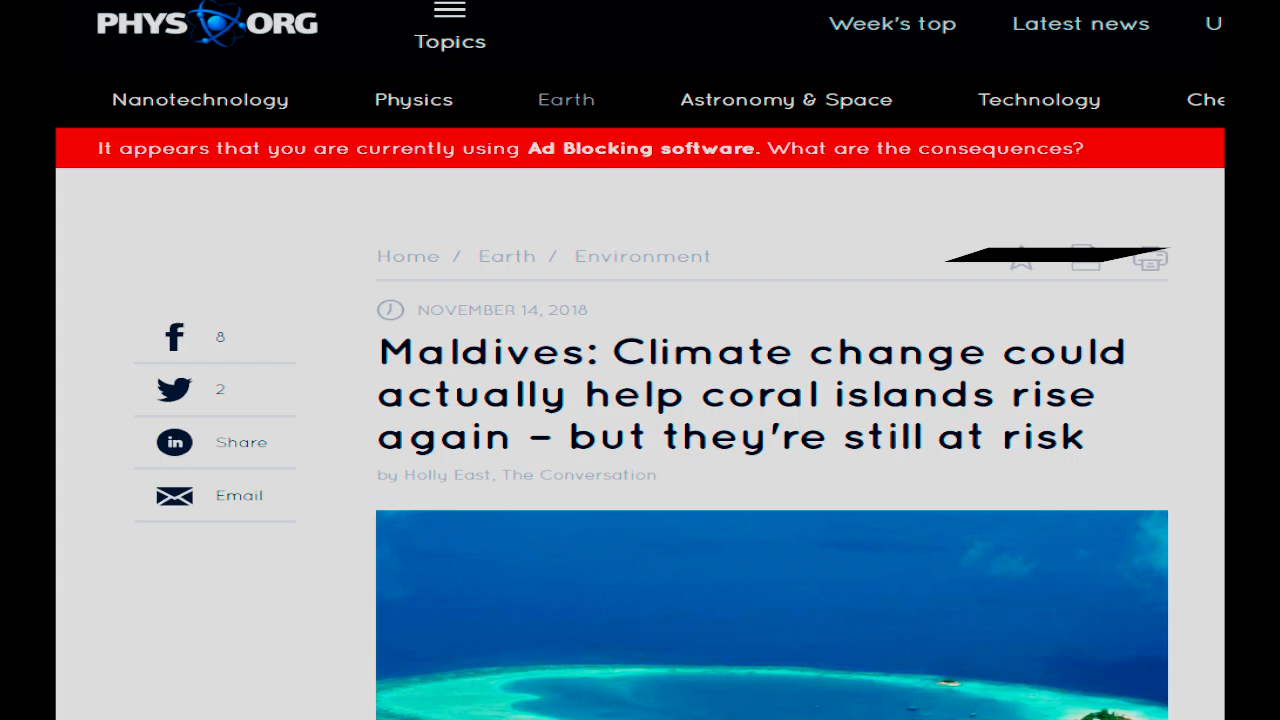 PHYS ORG
Topics
Week's top Latest news U
Nanotechnology Physics Earth Astronomy & Space Technology Che
It appears that you are currently using Ad Blocking software. What are the consequences?
Home / Earth / Environment
NOVEMBER 14, 2018
Maldives: Climate change could
actually help coral islands rise
again – but they're still at risk
by Holly East, The Conversation
f 8
2
in Share
Email